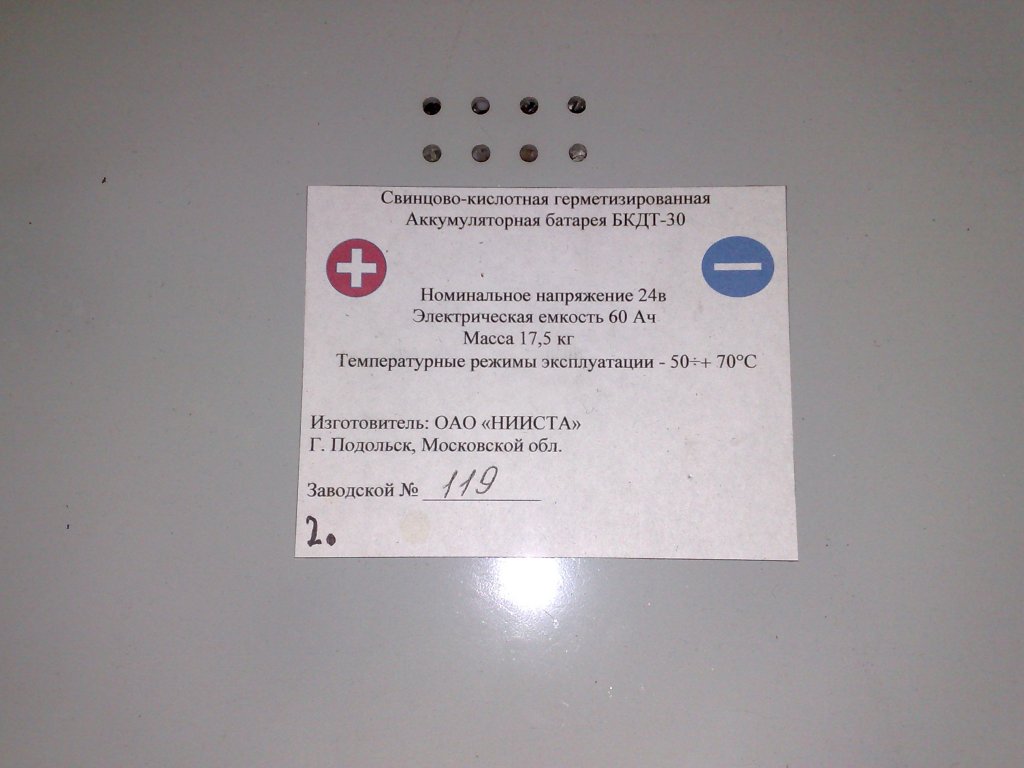 Свинцово-кислотная герметизированная
Аккумуляторная батарея БКДТ-30
Номинальное напряжение 24в
Электрическая емкость 60 Ач
Масса 17,5 кг
Температурные режимы эксплуатации - 50÷+ 70°С
Изготовитель: ОАО «НИИСТА»
Г. Подольск, Московской обл.
Заводской № 119
2.